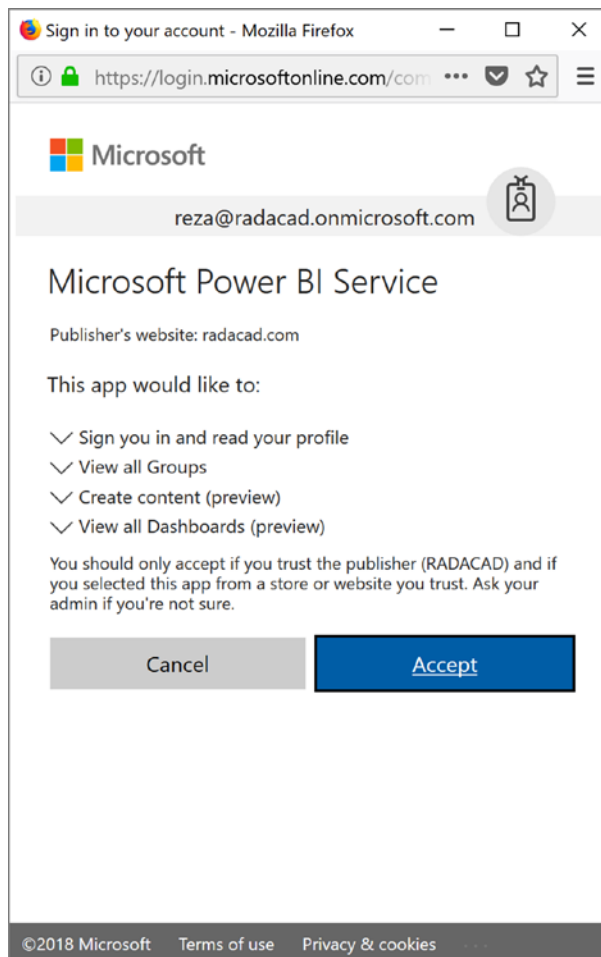 Sign in to your account - Mozilla Firefox
https://login.microsoftonline.com/com
Microsoft
reza@radacad.onmicrosoft.com
Microsoft Power BI Service
Publisher's website: radacad.com
This app would like to:
Sign you in and read your profile
View all Groups
Create content (preview)
View all Dashboards (preview)
You should only accept if you trust the publisher (RADACAD) and if
you selected this app from a store or website you trust. Ask your
admin if you're not sure.
Cancel Accept
©2018 Microsoft Terms of use Privacy & cookies ...